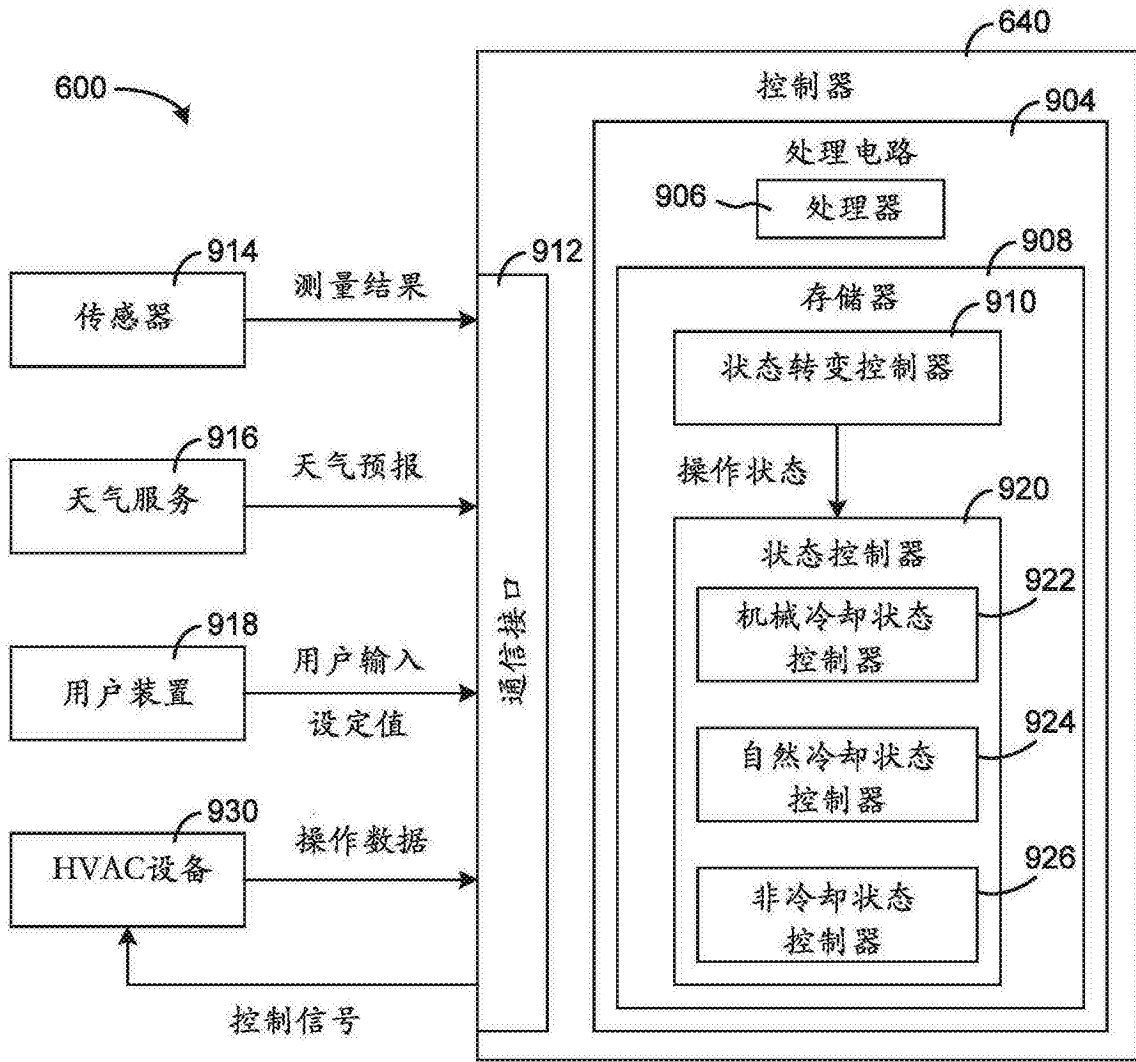 640
600
控制器
904
处理电路
906
处理器
908
存储器
914
传感器
测量结果
912
910
状态转变控制器
916
天气服务
天气预报
操作状态
920
状态控制器
922
机械冷却状态
控制器
918
用户装置
用户输入
设定值
通信接口
924
自然冷却状态
控制器
930
HVAC设备
操作数据
926
非冷却状态
控制器
控制信号